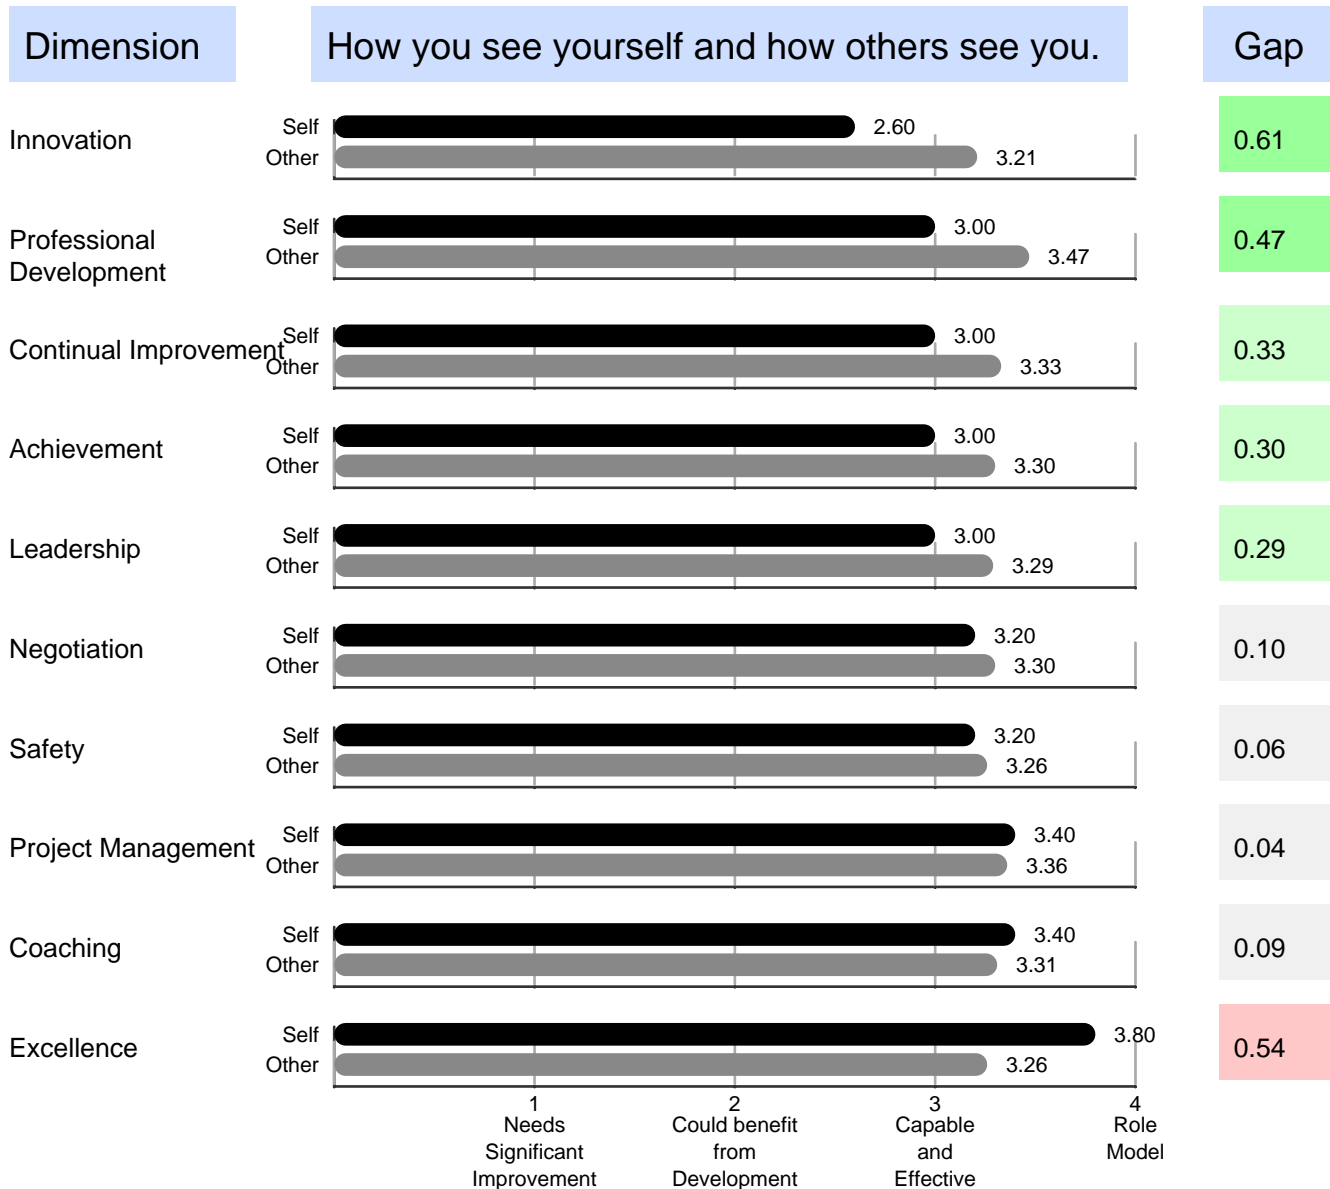 Dimension
How you see yourself and how others see you.
Gap
Innovation
Self
2.60
Other
3.21
0.61
Professional
Development
Self
3.00
Other
3.47
0.47
Continual Improvement
Self
3.00
Other
3.33
0.33
Achievement
Self
3.00
Other
3.30
0.30
Leadership
Self
3.00
Other
3.29
0.29
Negotiation
Self
3.20
Other
3.30
0.10
Safety
Self
3.20
Other
3.26
0.06
Project Management
Self
3.40
Other
3.36
0.04
Coaching
Self
3.40
Other
3.31
0.09
Excellence
Self
3.80
Other
3.26
0.54
1
Needs
Significant
Improvement
2
Could benefit
from
Development
3
Capable
and
Effective
4
Role
Model